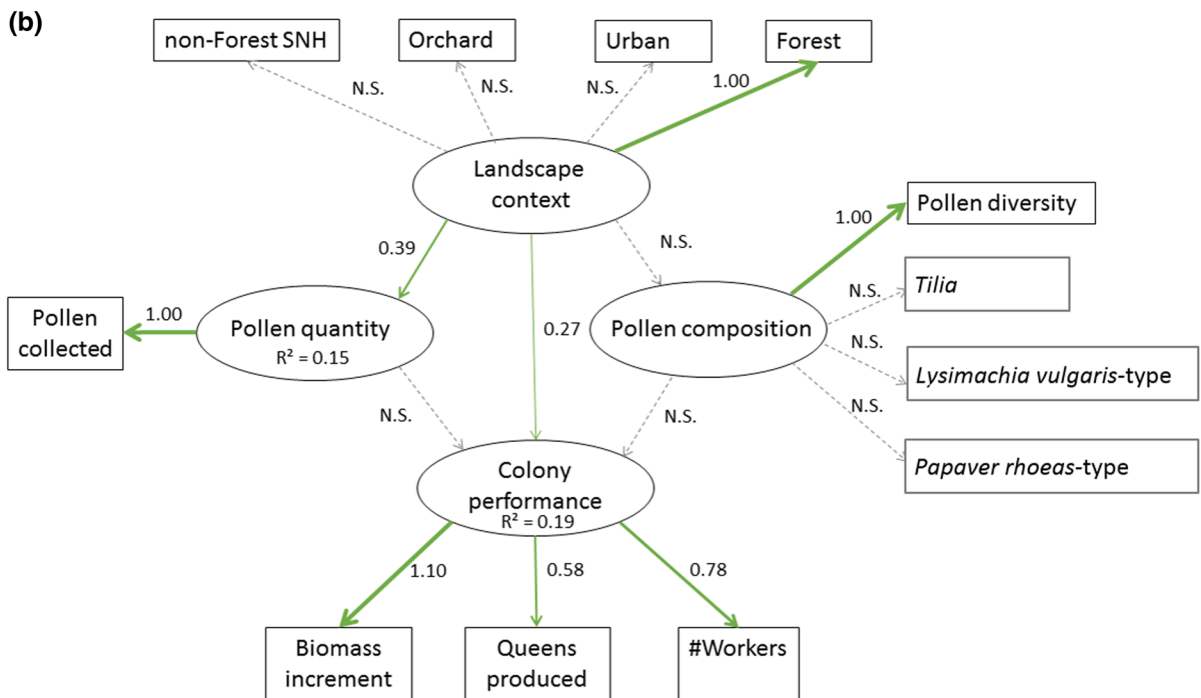 (b)
non-Forest SNH
Orchard
Urban
Forest
N.S.
N.S.
N.S.
1.00
Landscape
context
Pollen diversity
1.00
N.S.
0.39
Tilia
N.S.
Pollen
collected
1.00
Pollen quantity
R² = 0.15
0.27
Pollen composition
N.S.
Lysimachia vulgaris-type
N.S.
N.S.
N.S.
Papaver rhoeas-type
Colony
performance
R² = 0.19
1.10
0.58
0.78
Biomass
increment
Queens
produced
#Workers